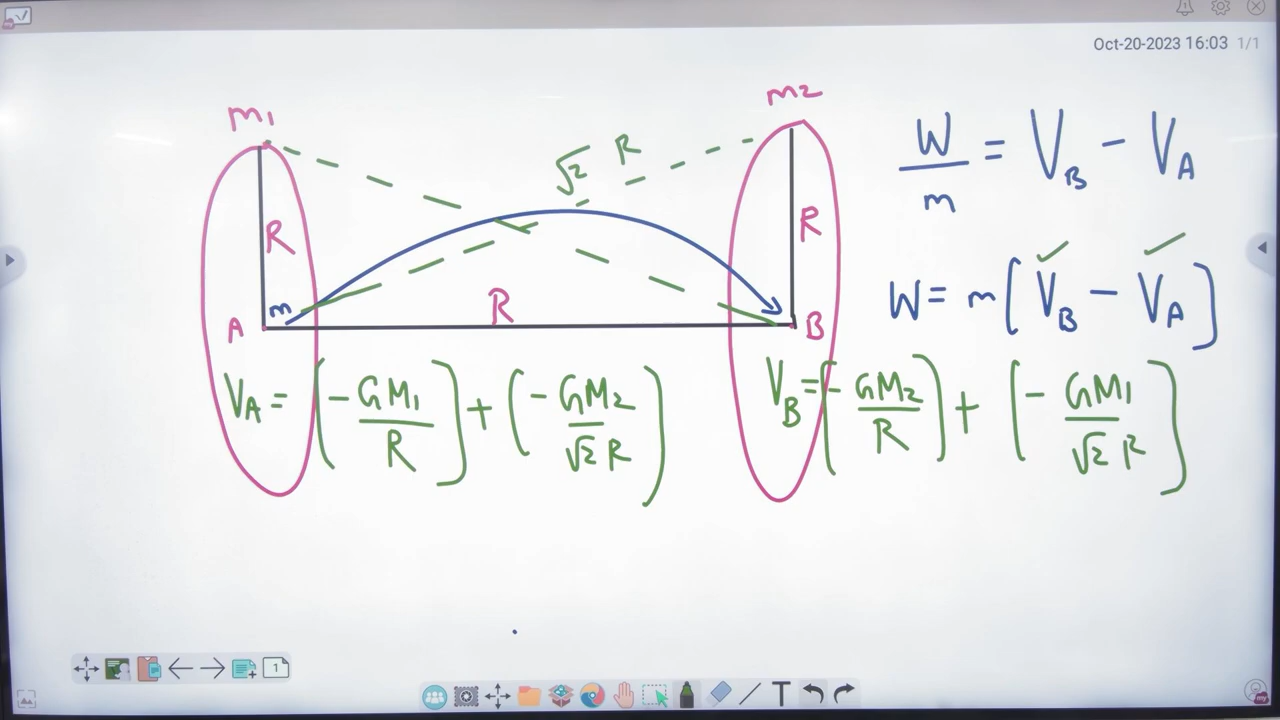 Oct-20-2023 16:03 1/1
m1
m2
√2 R
W/m = V_B - V_A
R
R
m
R
W = m[V_B - V_A]
A
B
V_A = (-GM1/R) + (-GM2/√2 R)
V_B = (-GM2/R) + (-GM1/√2 R)
1
T